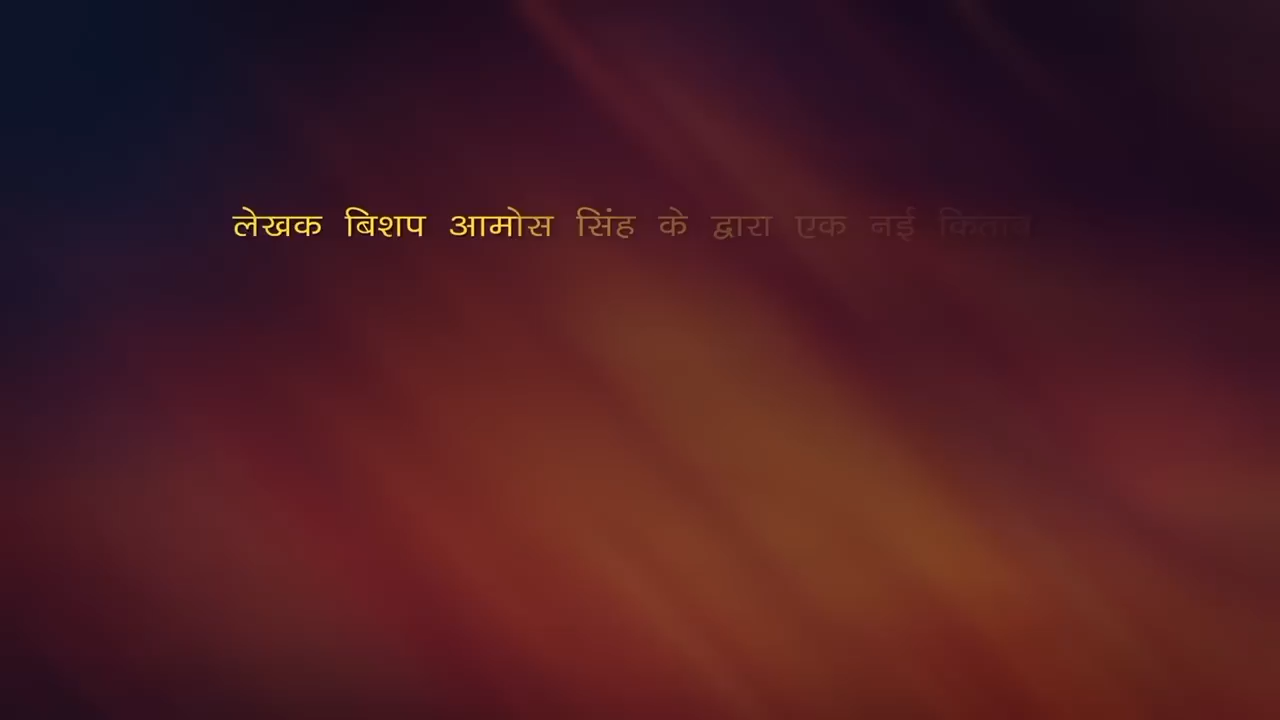 लेखक बिशप आमोस सिंह के द्वारा एक नई किताब